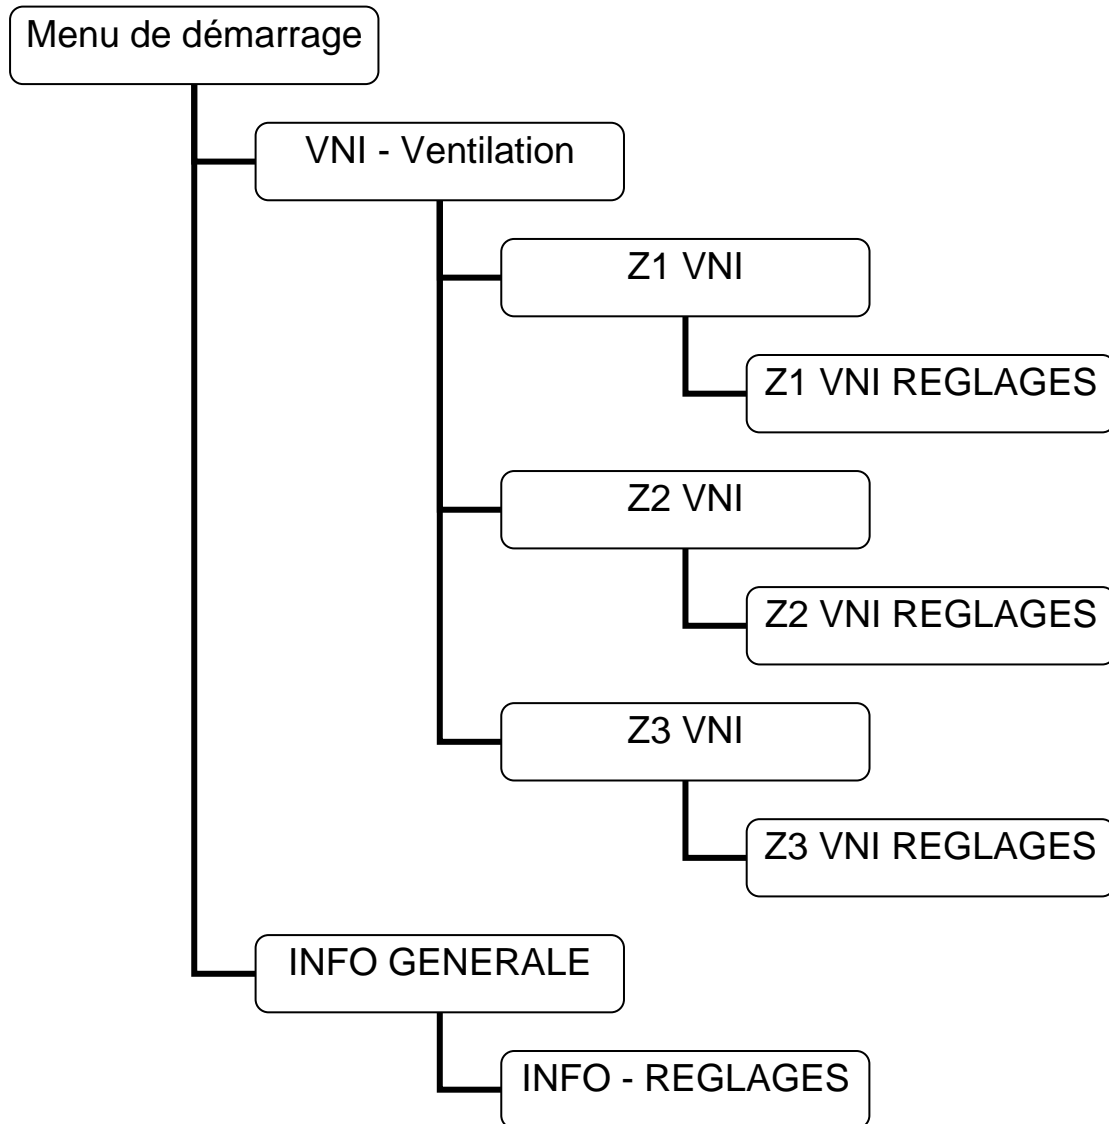 Menu de démarrage
VNI - Ventilation
Z1 VNI
Z1 VNI REGLAGES
Z2 VNI
Z2 VNI REGLAGES
Z3 VNI
Z3 VNI REGLAGES
INFO GENERALE
INFO - REGLAGES